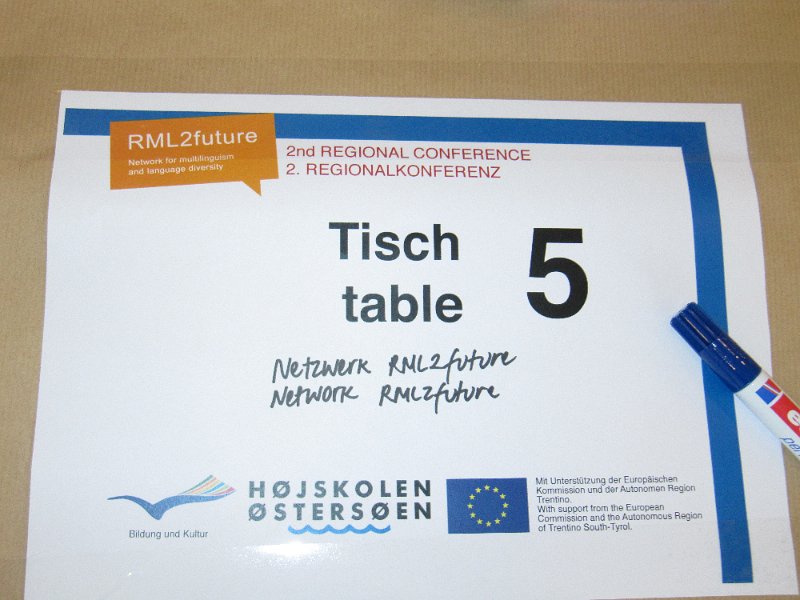 RML2future
Network for multilinguism
and language diversity
2nd REGIONAL CONFERENCE
2. REGIONALKONFERENZ
Tisch
table
5
Netzwerk RML2future
Network RML2future
Bildung und Kultur
HØJSKOLEN
ØSTERSØEN
Mit Unterstützung der Europäischen
Kommission und der Autonomen Region
Trentino.
With support from the European
Commission and the Autonomous Region
of Trentino South-Tyrol.